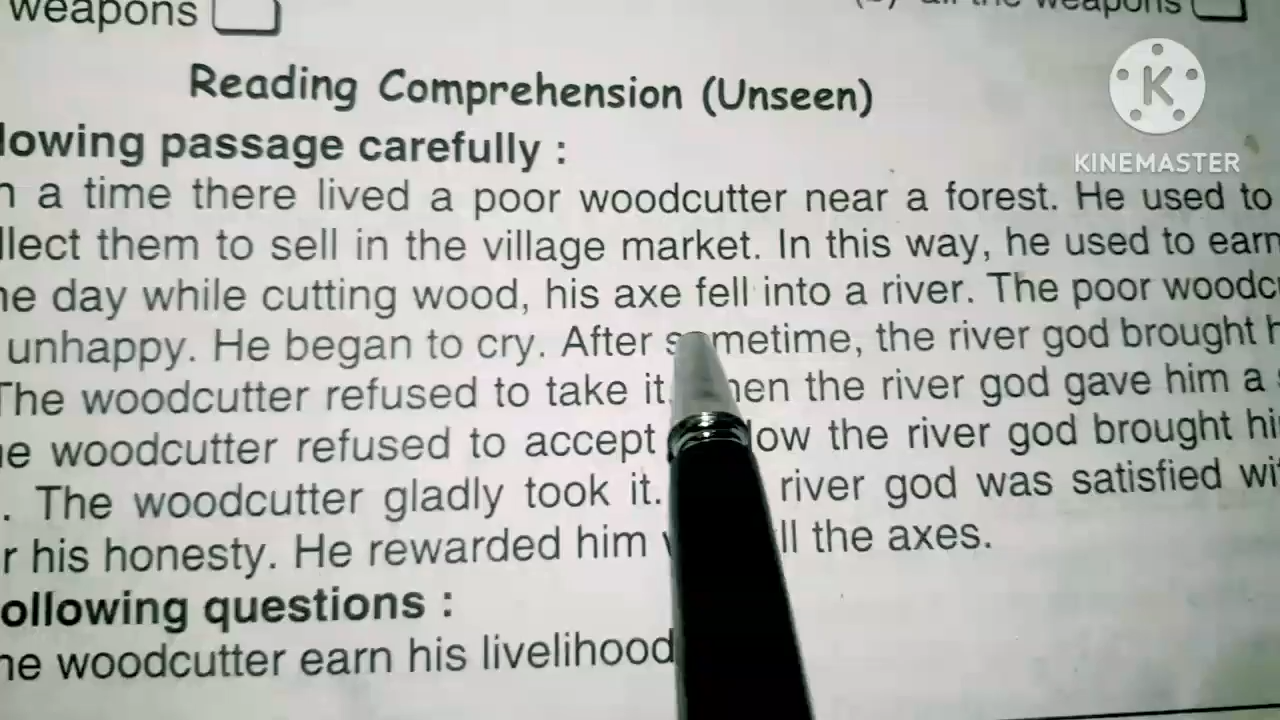 weapons
all the weapons
Reading Comprehension (Unseen)
lowing passage carefully :
n a time there lived a poor woodcutter near a forest. He used to
llect them to sell in the village market. In this way, he used to earn
ne day while cutting wood, his axe fell into a river. The poor woodcu
unhappy. He began to cry. After sometime, the river god brought h
The woodcutter refused to take it. hen the river god gave him a
e woodcutter refused to accept low the river god brought hi
. The woodcutter gladly took it. river god was satisfied wit
r his honesty. He rewarded him ll the axes.
ollowing questions :
he woodcutter earn his livelihood
K
KINEMASTER